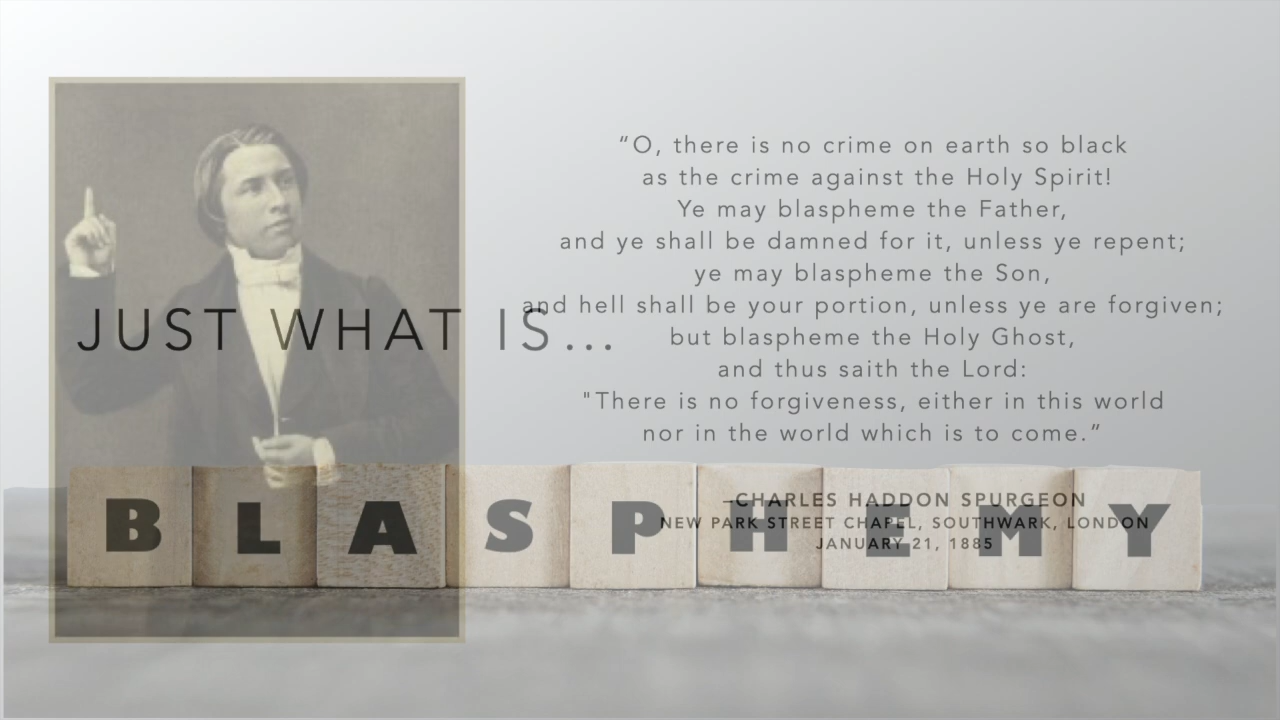 “O, there is no crime on earth so black
as the crime against the Holy Spirit!
Ye may blaspheme the Father,
and ye shall be damned for it, unless ye repent;
ye may blaspheme the Son,
and hell shall be your portion, unless ye are forgiven;
but blaspheme the Holy Ghost,
and thus saith the Lord:
"There is no forgiveness, either in this world
nor in the world which is to come.”
—CHARLES HADDON SPURGEON
NEW PARK STREET CHAPEL, SOUTHWARK, LONDON
JANUARY 21, 1885
JUST WHAT IS...
BLASPHEMY